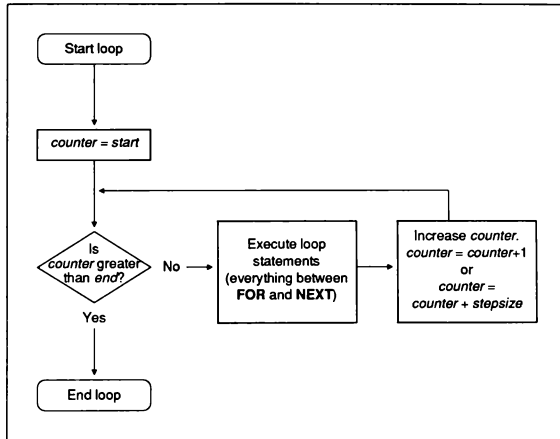 Start loop
counter = start
Is
counter greater
than end?
No
Yes
Execute loop
statements
(everything between
FOR and NEXT)
Increase counter.
counter = counter+1
or
counter =
counter + stepsize
End loop